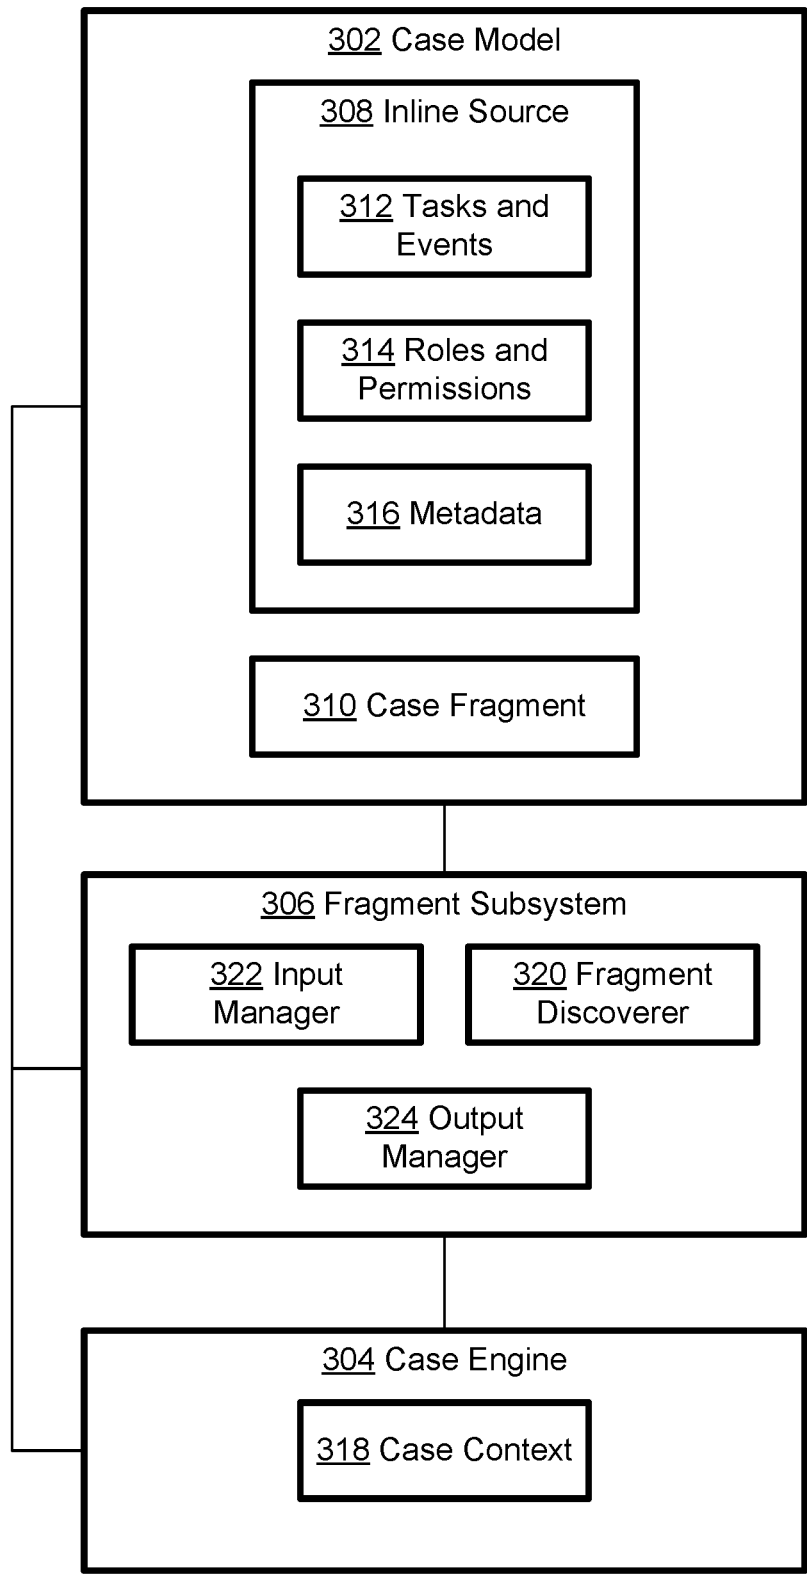 302 Case Model
308 Inline Source
312 Tasks and
Events
314 Roles and
Permissions
316 Metadata
310 Case Fragment
306 Fragment Subsystem
322 Input
Manager
320 Fragment
Discoverer
324 Output
Manager
304 Case Engine
318 Case Context